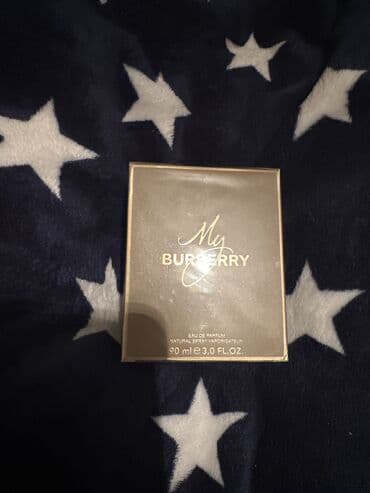 My
BURBERRY
EAU DE PARFUM
NATURAL SPRAY VAPORISATEUR
90 ml e 3.0 FL.OZ.